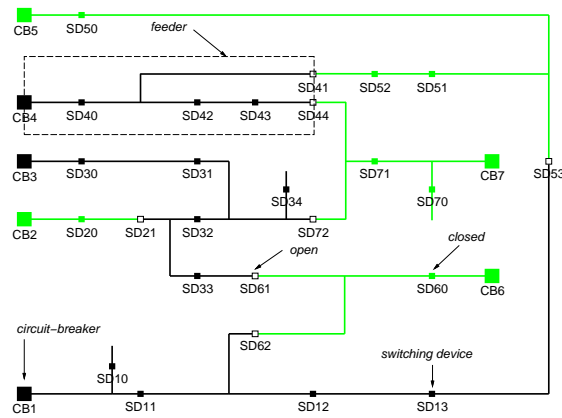 CB5 SD50
feeder
SD41 SD52 SD51
CB4 SD40 SD42 SD43 SD44
CB3 SD30 SD31 SD71 CB7 SD53
SD34 SD70
CB2 SD20 SD21 SD32 SD72
closed
open
SD33 SD61 SD60 CB6
circuit−breaker
SD62
switching device
SD10
CB1 SD11 SD12 SD13